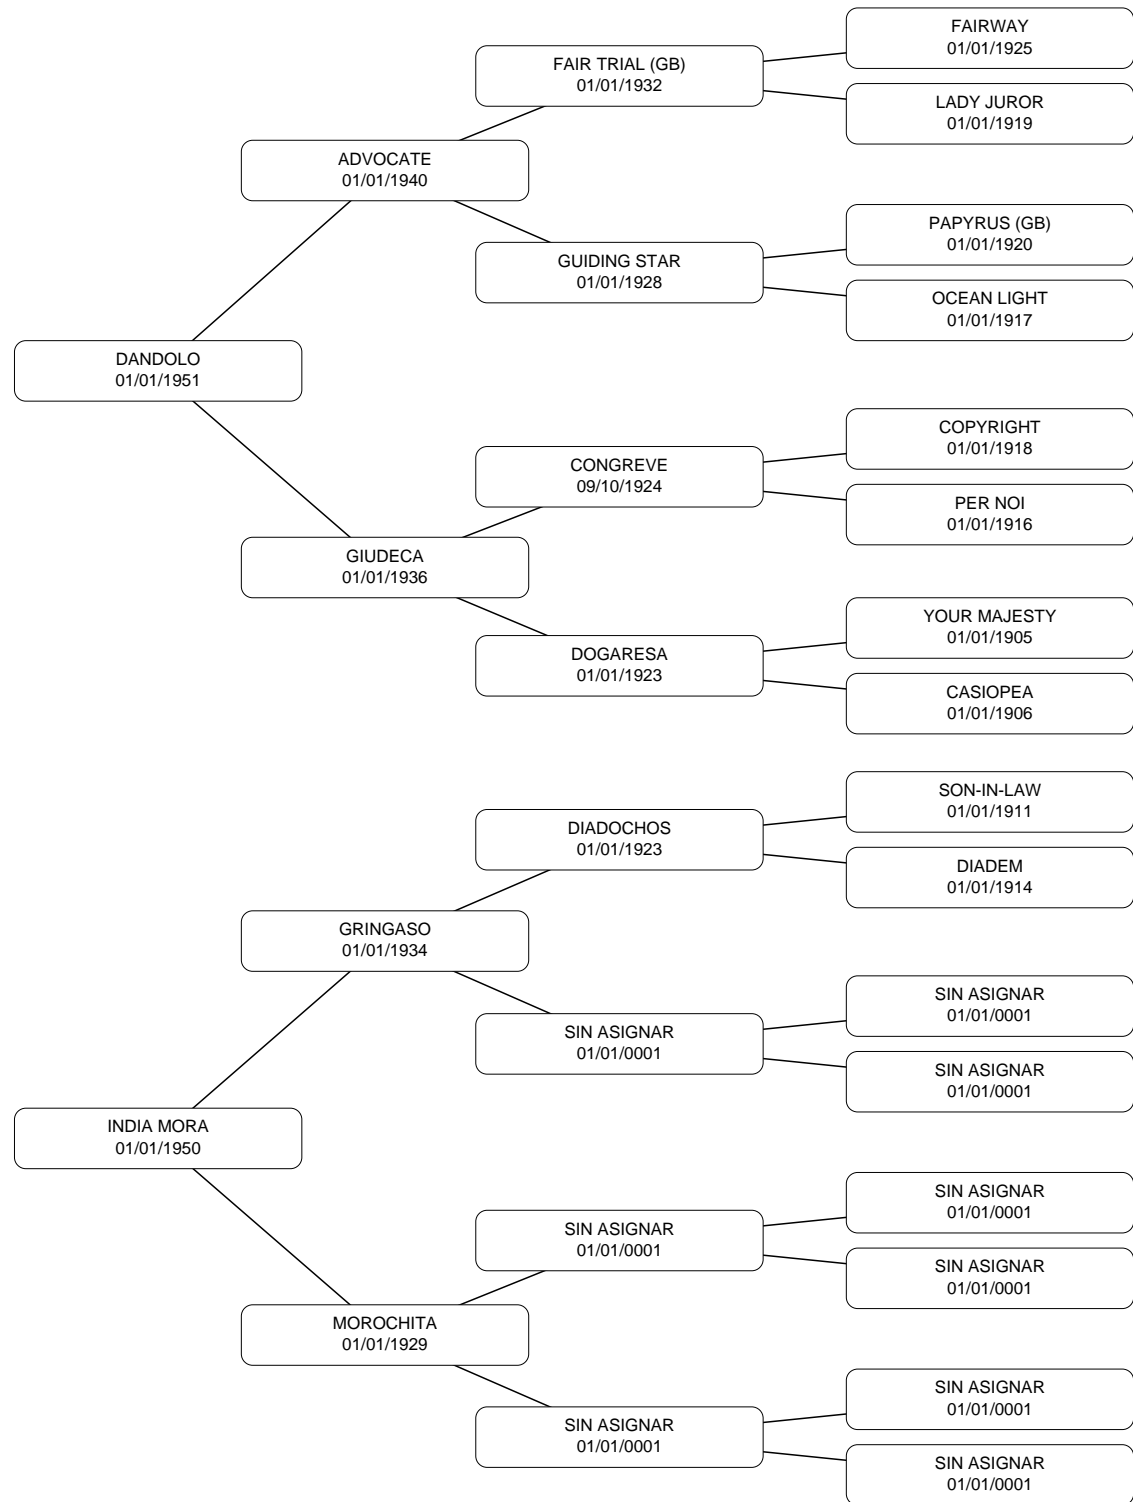 FAIRWAY
01/01/1925
FAIR TRIAL (GB)
01/01/1932
LADY JUROR
01/01/1919
ADVOCATE
01/01/1940
PAPYRUS (GB)
01/01/1920
GUIDING STAR
01/01/1928
OCEAN LIGHT
01/01/1917
DANDOLO
01/01/1951
COPYRIGHT
01/01/1918
CONGREVE
09/10/1924
PER NOI
01/01/1916
GIUDECA
01/01/1936
YOUR MAJESTY
01/01/1905
DOGARESA
01/01/1923
CASIOPEA
01/01/1906
SON-IN-LAW
01/01/1911
DIADOCHOS
01/01/1923
DIADEM
01/01/1914
GRINGASO
01/01/1934
SIN ASIGNAR
01/01/0001
SIN ASIGNAR
01/01/0001
SIN ASIGNAR
01/01/0001
INDIA MORA
01/01/1950
SIN ASIGNAR
01/01/0001
SIN ASIGNAR
01/01/0001
SIN ASIGNAR
01/01/0001
MOROCHITA
01/01/1929
SIN ASIGNAR
01/01/0001
SIN ASIGNAR
01/01/0001
SIN ASIGNAR
01/01/0001